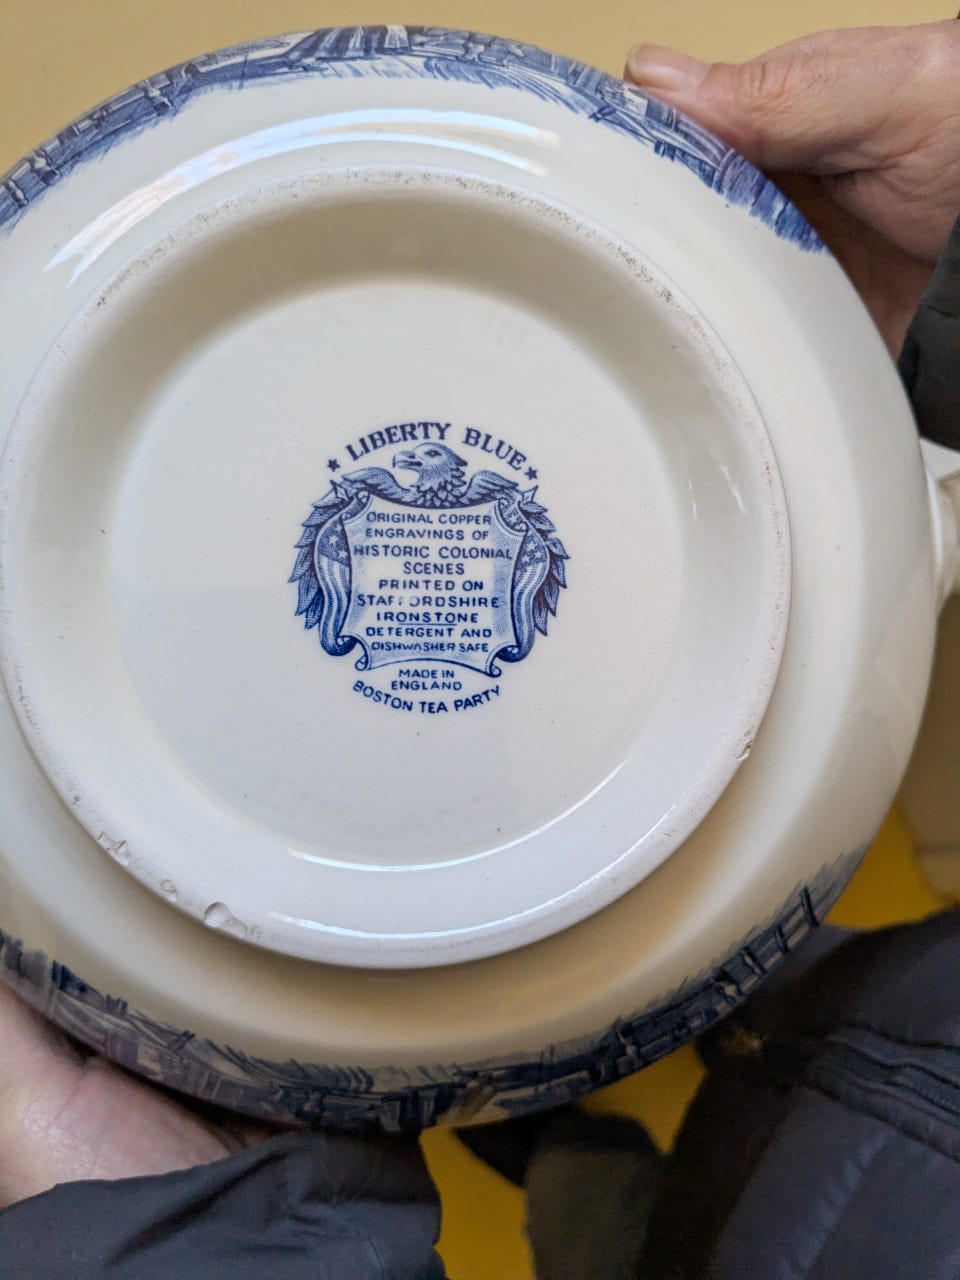 ★ LIBERTY BLUE ★
ORIGINAL COPPER
ENGRAVINGS OF
HISTORIC COLONIAL
SCENES
PRINTED ON
STAFFORDSHIRE
IRONSTONE
DETERGENT AND
DISHWASHER SAFE
MADE IN
ENGLAND
BOSTON TEA PARTY